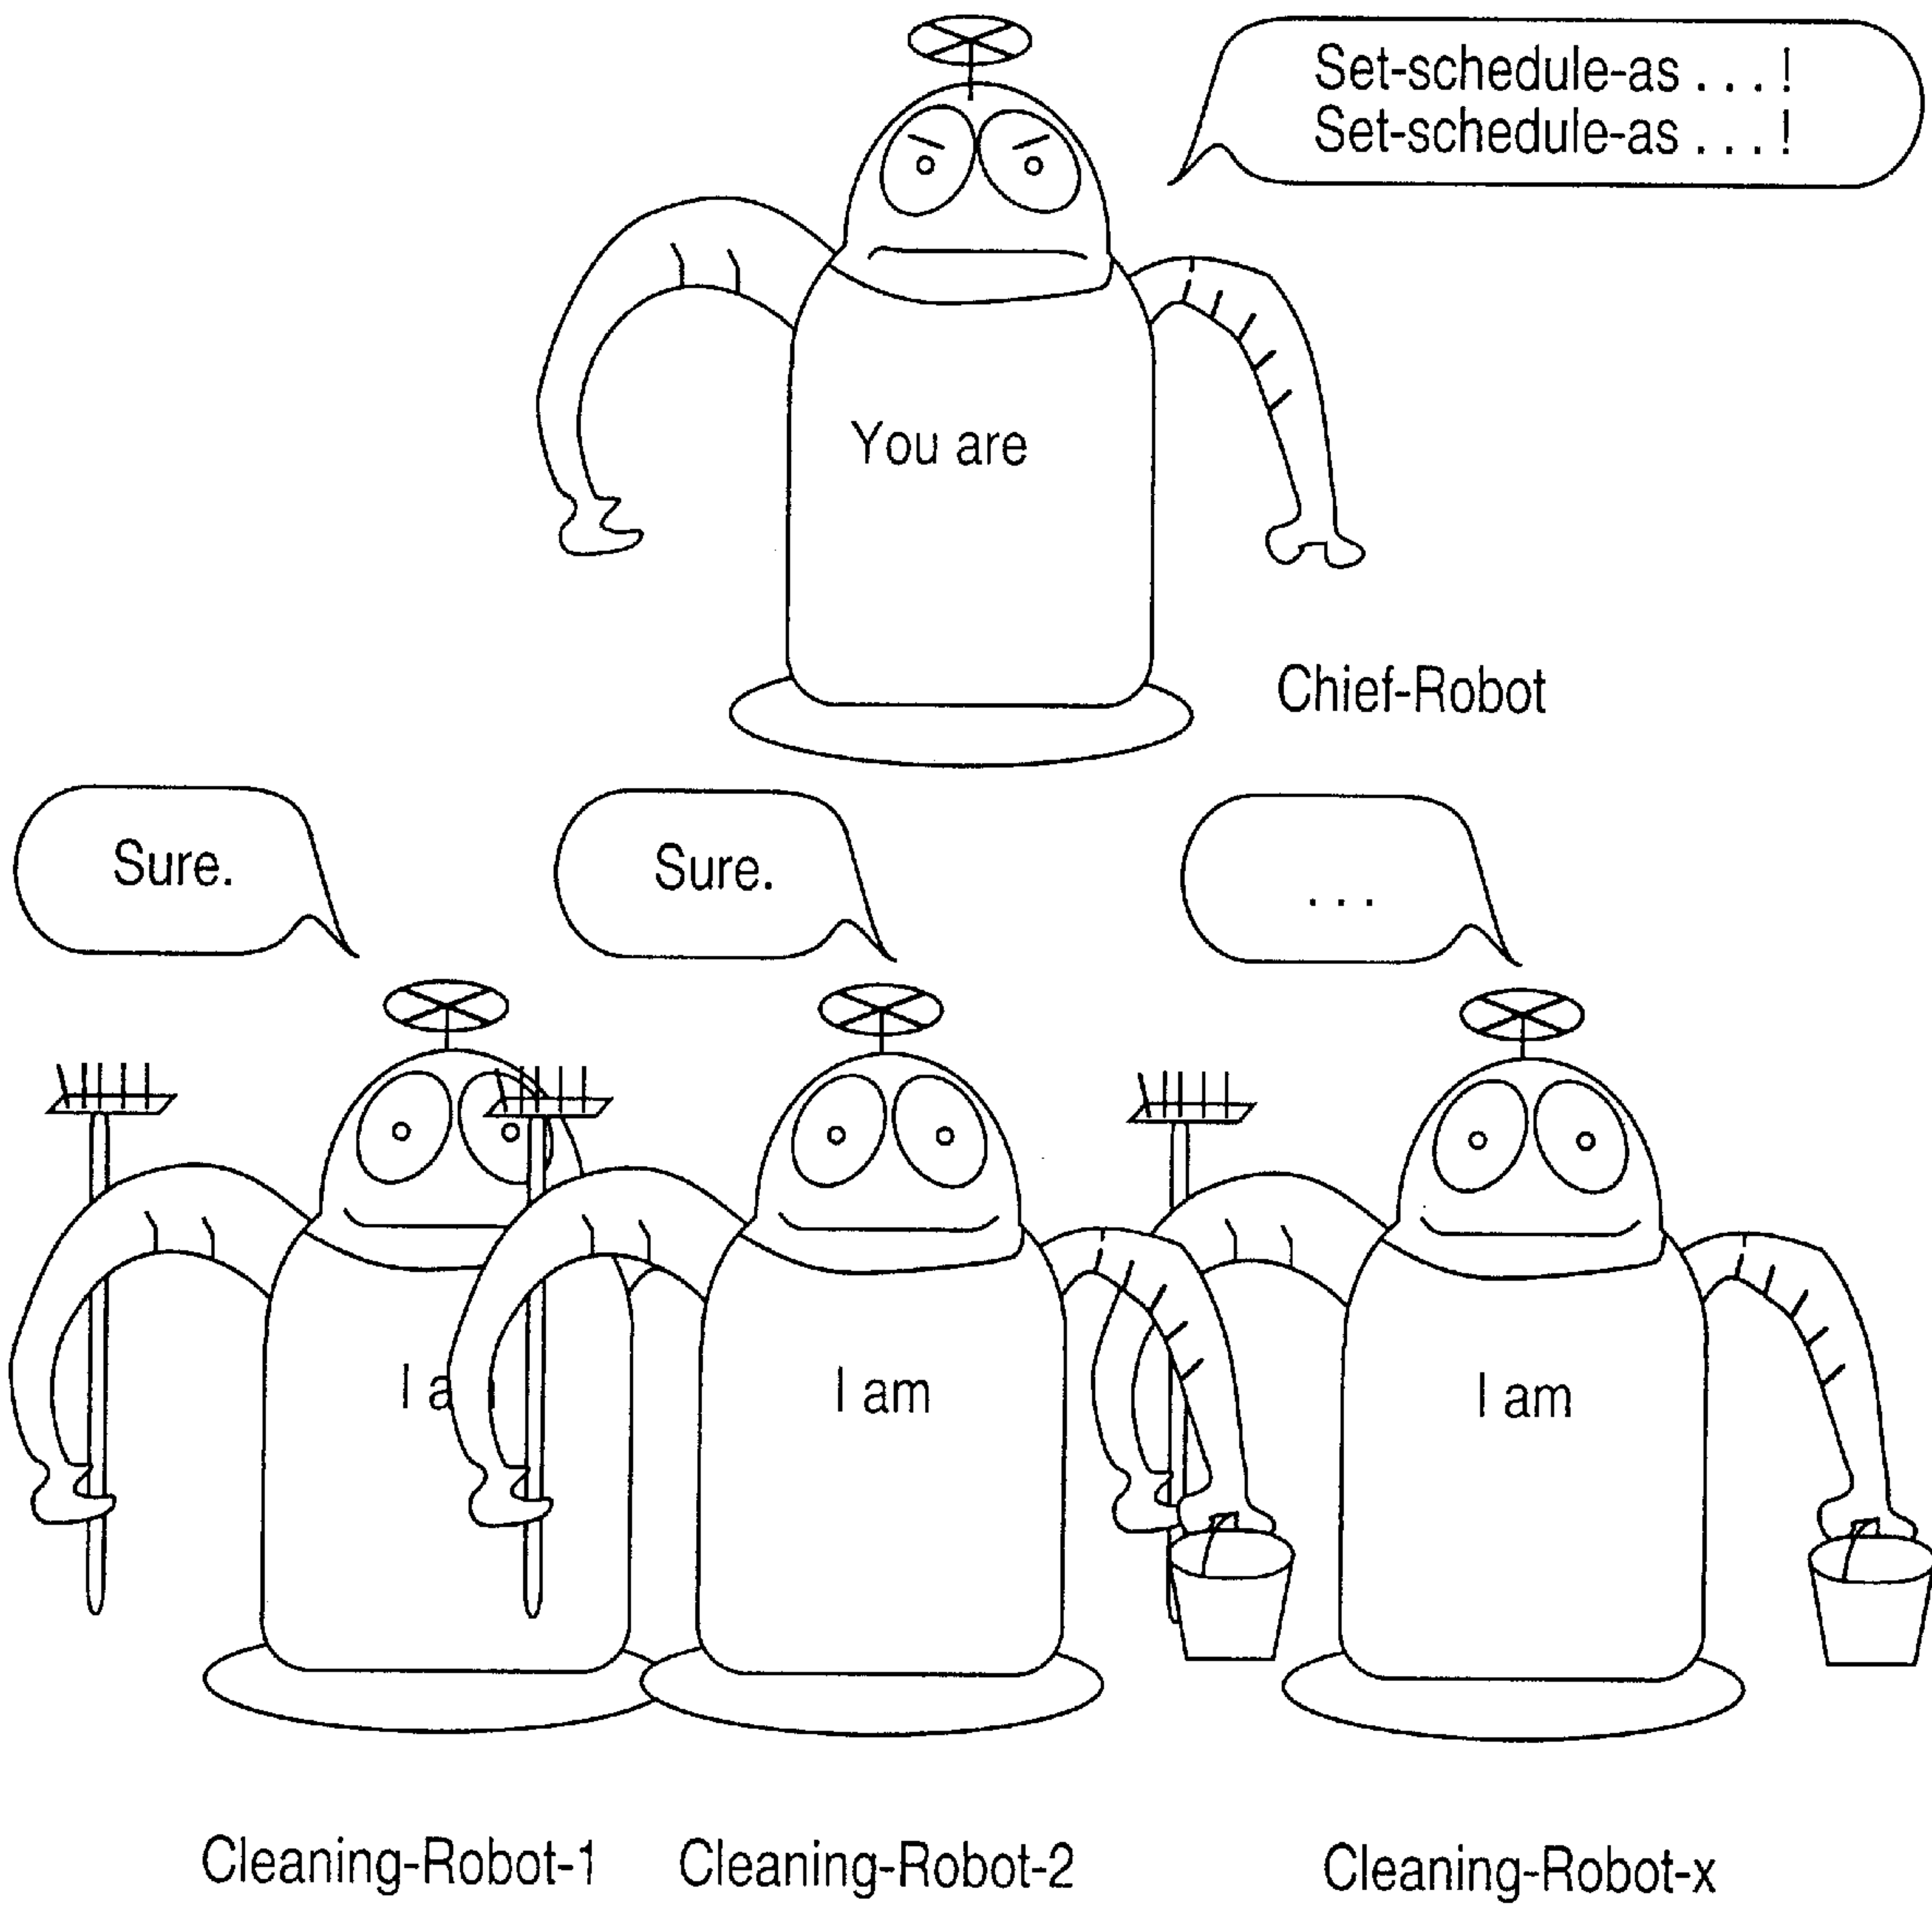 Set-schedule-as . . . !
Set-schedule-as . . . !
You are
Chief-Robot
Sure.
Sure.
. . .
I a
I am
I am
Cleaning-Robot-1
Cleaning-Robot-2
Cleaning-Robot-x